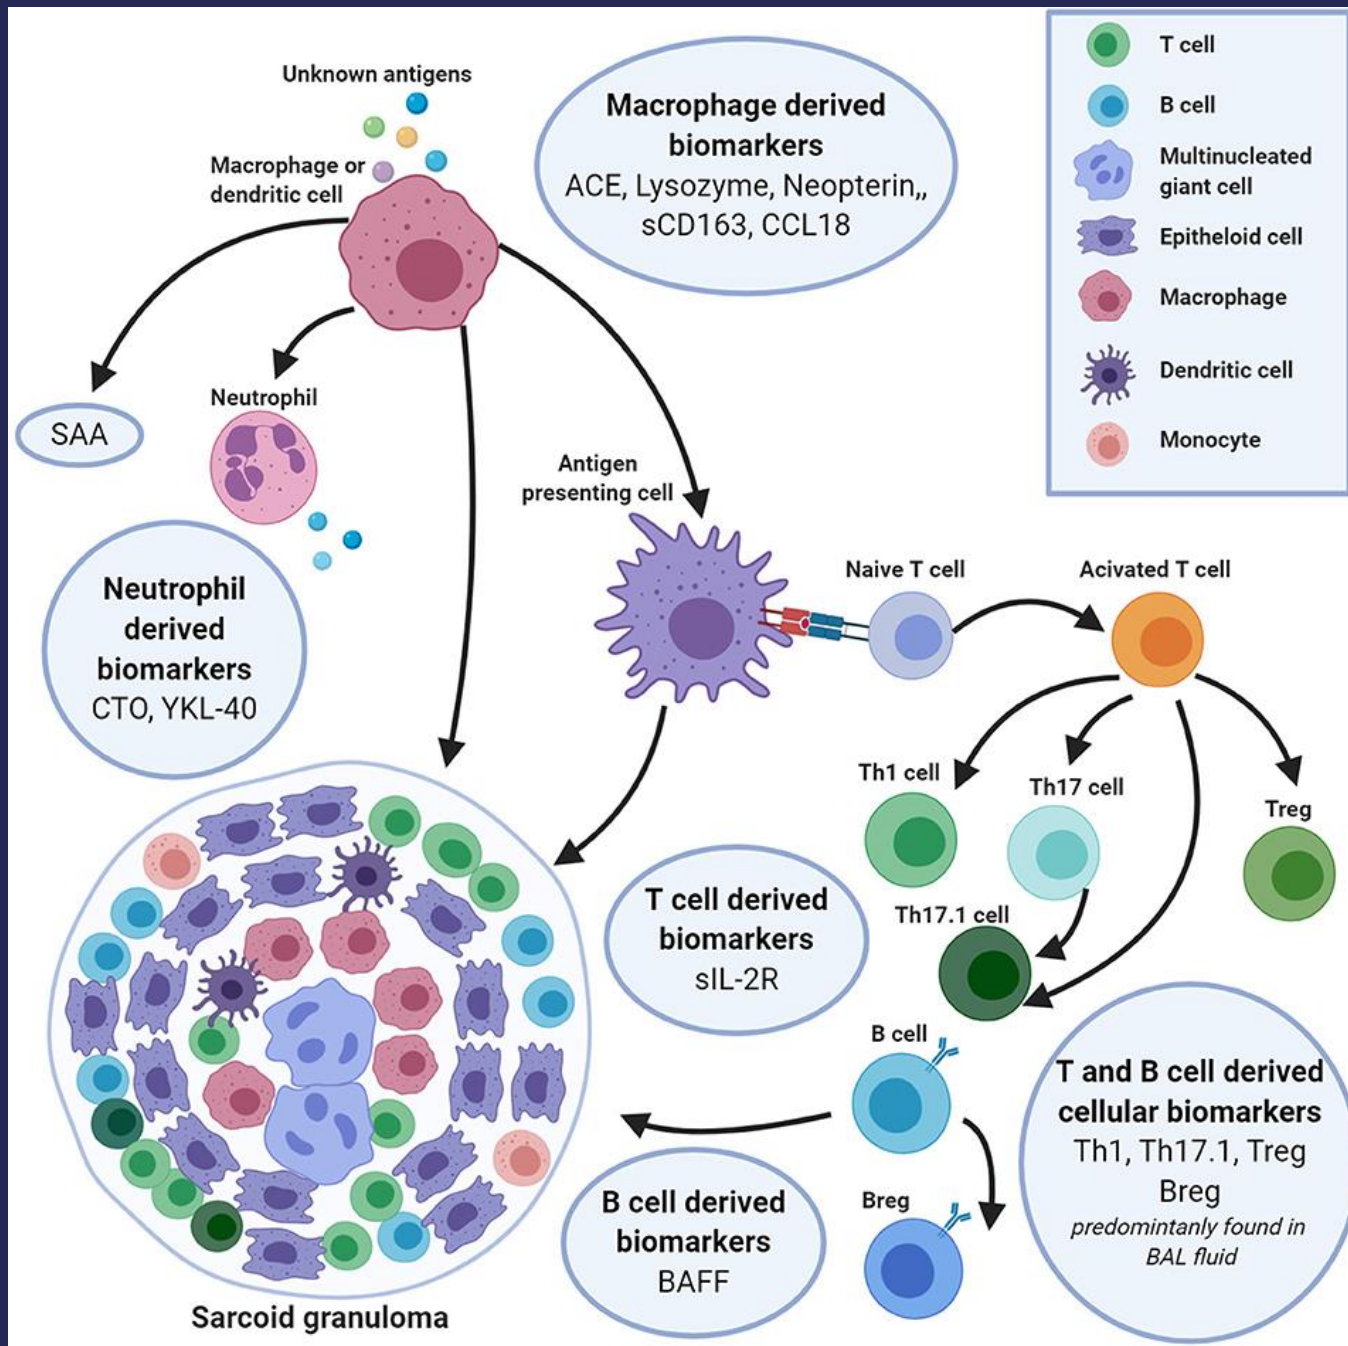 Unknown antigens
Macrophage or
dendritic cell
Macrophage derived
biomarkers
ACE, Lysozyme, Neopterin,,
sCD163, CCL18
T cell
B cell
Multinucleated
giant cell
Epitheloid cell
Macrophage
Dendritic cell
Monocyte
SAA
Neutrophil
Antigen
presenting cell
Neutrophil
derived
biomarkers
CTO, YKL-40
Naive T cell
Acivated T cell
Th1 cell
Th17 cell
Treg
Th17.1 cell
T cell derived
biomarkers
sIL-2R
B cell
T and B cell derived
cellular biomarkers
Th1, Th17.1, Treg
Breg
predomintanly found in
BAL fluid
B cell derived
biomarkers
BAFF
Breg
Sarcoid granuloma